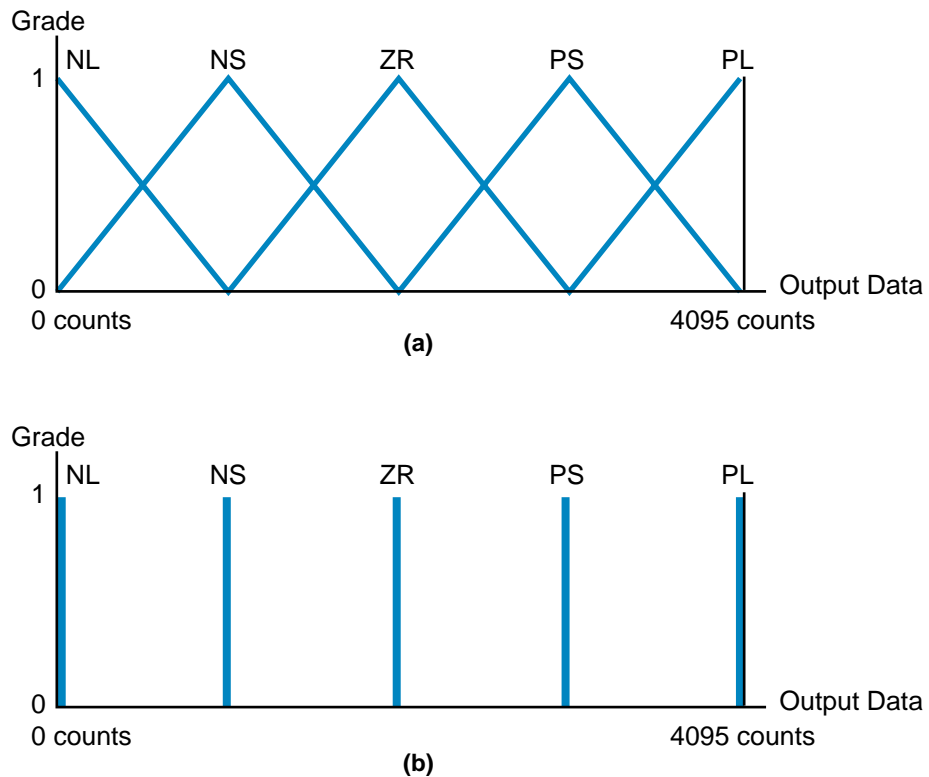 Grade
NL NS ZR PS PL
1
0
Output Data
0 counts 4095 counts
(a)
Grade
NL NS ZR PS PL
1
0
Output Data
0 counts 4095 counts
(b)